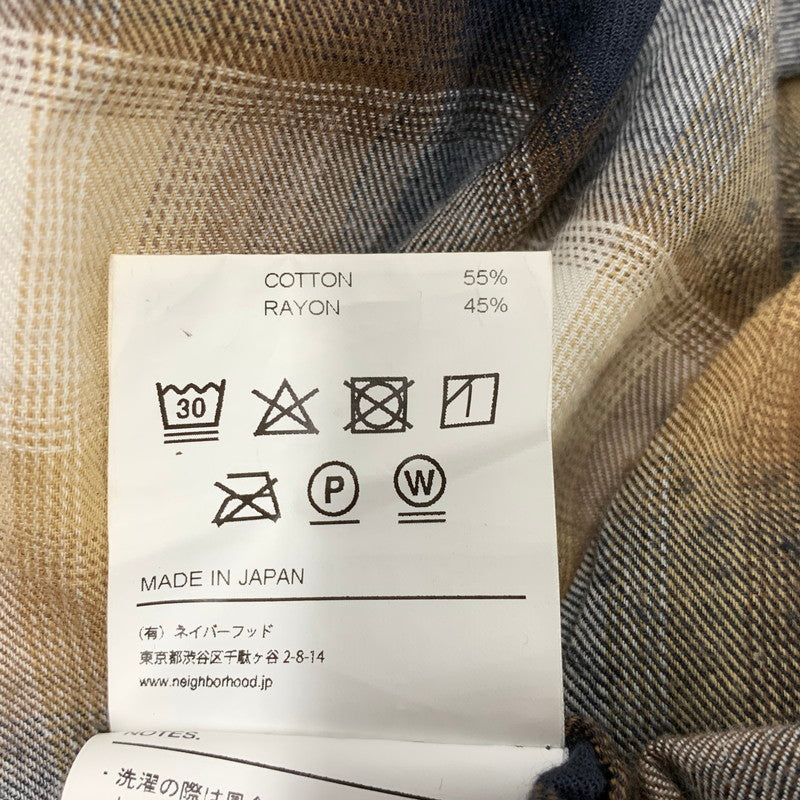 COTTON 55%
RAYON 45%
30
P W
MADE IN JAPAN
(有) ネイバーフッド
東京都渋谷区千駄ヶ谷 2-8-14
www.neighborhood.jp
NOTES.
・洗濯の際は